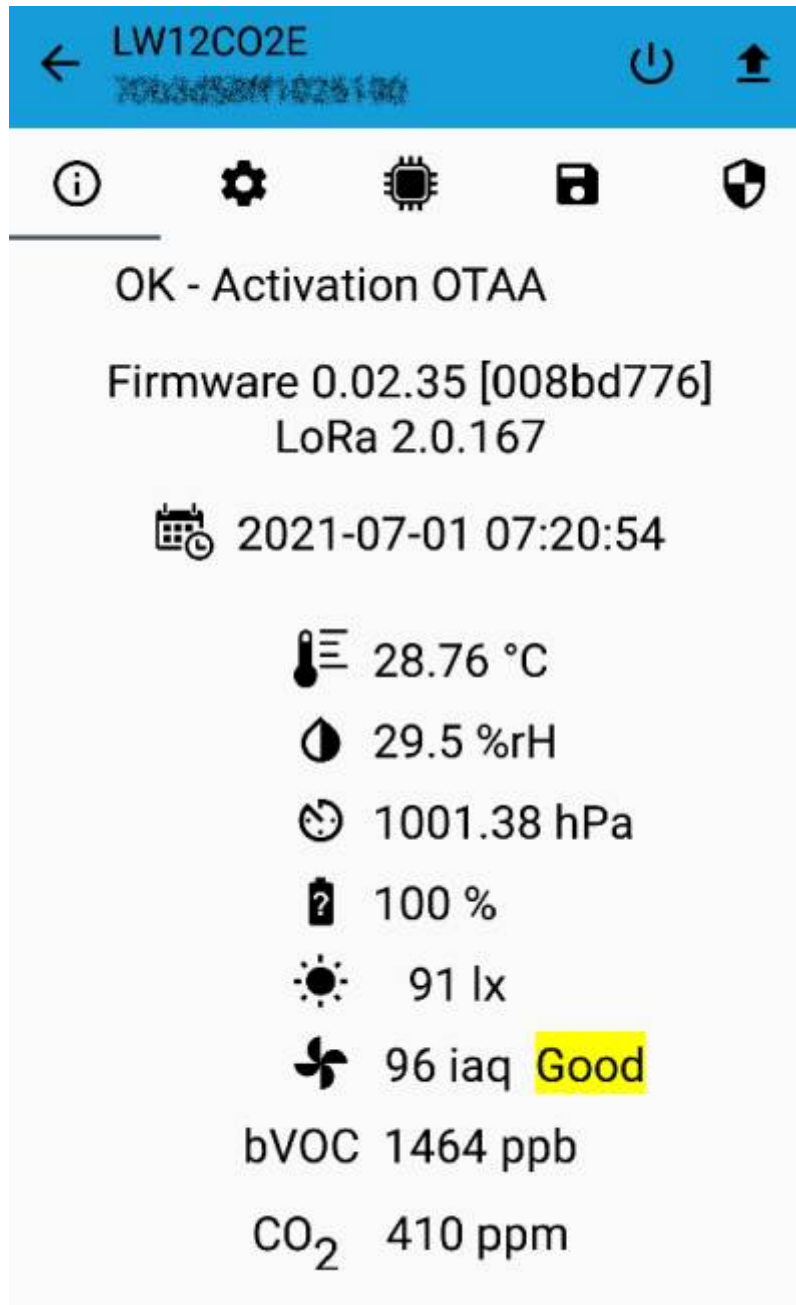 LW12CO2E
OK - Activation OTAA
Firmware 0.02.35 [008bd776]
LoRa 2.0.167
2021-07-01 07:20:54
28.76 °C
29.5 %rH
1001.38 hPa
100 %
91 lx
96 iaq Good
bVOC 1464 ppb
CO₂ 410 ppm